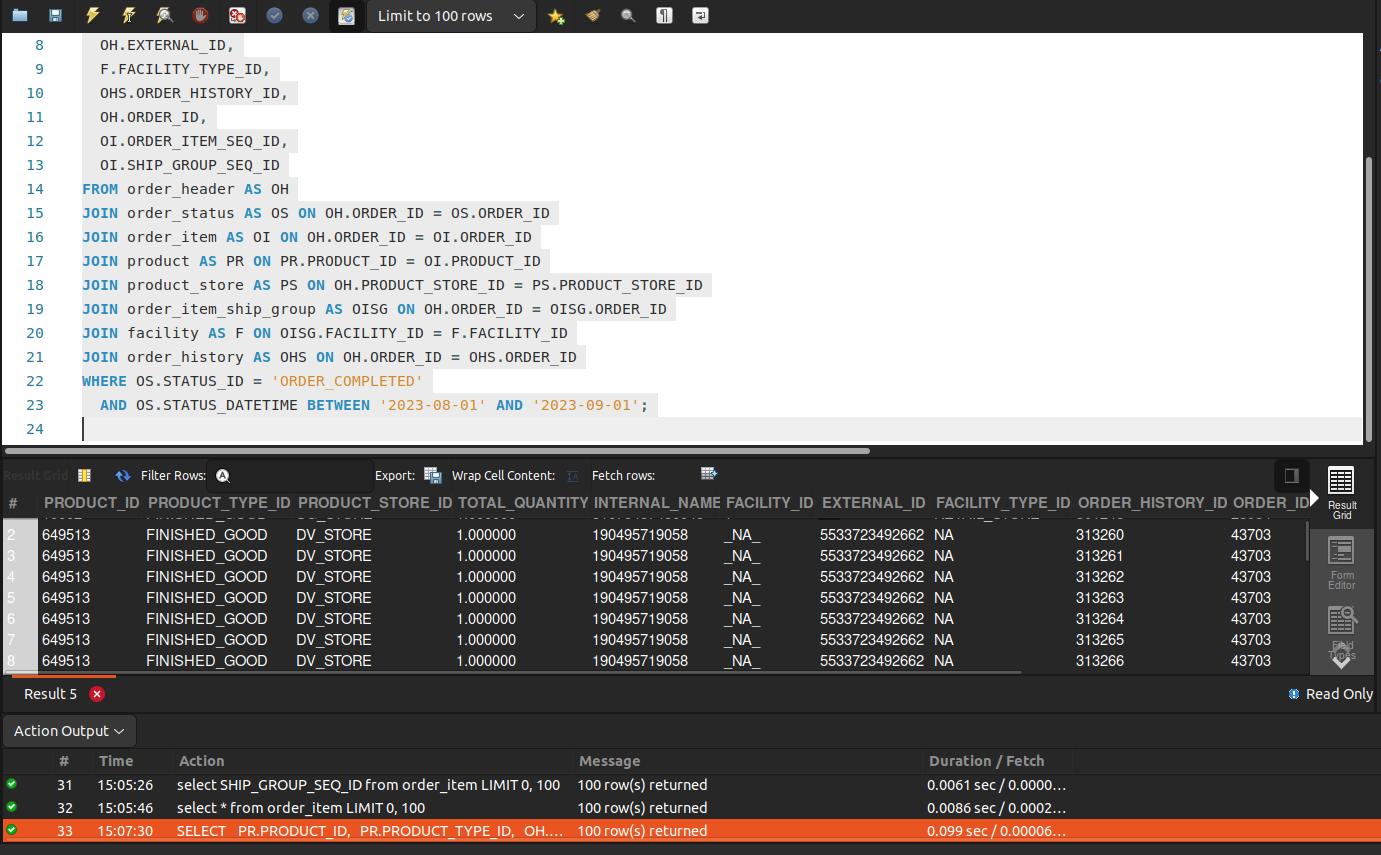 Limit to 100 rows
8 OH.EXTERNAL_ID,
9 F.FACILITY_TYPE_ID,
10 OHS.ORDER_HISTORY_ID,
11 OH.ORDER_ID,
12 OI.ORDER_ITEM_SEQ_ID,
13 OI.SHIP_GROUP_SEQ_ID
14 FROM order_header AS OH
15 JOIN order_status AS OS ON OH.ORDER_ID = OS.ORDER_ID
16 JOIN order_item AS OI ON OH.ORDER_ID = OI.ORDER_ID
17 JOIN product AS PR ON PR.PRODUCT_ID = OI.PRODUCT_ID
18 JOIN product_store AS PS ON OH.PRODUCT_STORE_ID = PS.PRODUCT_STORE_ID
19 JOIN order_item_ship_group AS OISG ON OH.ORDER_ID = OISG.ORDER_ID
20 JOIN facility AS F ON OISG.FACILITY_ID = F.FACILITY_ID
21 JOIN order_history AS OHS ON OH.ORDER_ID = OHS.ORDER_ID
22 WHERE OS.STATUS_ID = 'ORDER_COMPLETED'
23 AND OS.STATUS_DATETIME BETWEEN '2023-08-01' AND '2023-09-01';
24
Result Grid Filter Rows: Export: Wrap Cell Content: Fetch rows:
# PRODUCT_ID PRODUCT_TYPE_ID PRODUCT_STORE_ID TOTAL_QUANTITY INTERNAL_NAME FACILITY_ID EXTERNAL_ID FACILITY_TYPE_ID ORDER_HISTORY_ID ORDER_ID
2 649513 FINISHED_GOOD DV_STORE 1.000000 190495719058 _NA_ 5533723492662 NA 313260 43703
3 649513 FINISHED_GOOD DV_STORE 1.000000 190495719058 _NA_ 5533723492662 NA 313261 43703
4 649513 FINISHED_GOOD DV_STORE 1.000000 190495719058 _NA_ 5533723492662 NA 313262 43703
5 649513 FINISHED_GOOD DV_STORE 1.000000 190495719058 _NA_ 5533723492662 NA 313263 43703
6 649513 FINISHED_GOOD DV_STORE 1.000000 190495719058 _NA_ 5533723492662 NA 313264 43703
7 649513 FINISHED_GOOD DV_STORE 1.000000 190495719058 _NA_ 5533723492662 NA 313265 43703
8 649513 FINISHED_GOOD DV_STORE 1.000000 190495719058 _NA_ 5533723492662 NA 313266 43703
Result
Grid
Form
Editor
Field
Types
Result 5
Read Only
Action Output
# Time Action Message Duration / Fetch
31 15:05:26 select SHIP_GROUP_SEQ_ID from order_item LIMIT 0, 100 100 row(s) returned 0.0061 sec / 0.0000…
32 15:05:46 select * from order_item LIMIT 0, 100 100 row(s) returned 0.0086 sec / 0.0002…
33 15:07:30 SELECT PR.PRODUCT_ID, PR.PRODUCT_TYPE_ID, OH.… 100 row(s) returned 0.099 sec / 0.00006…